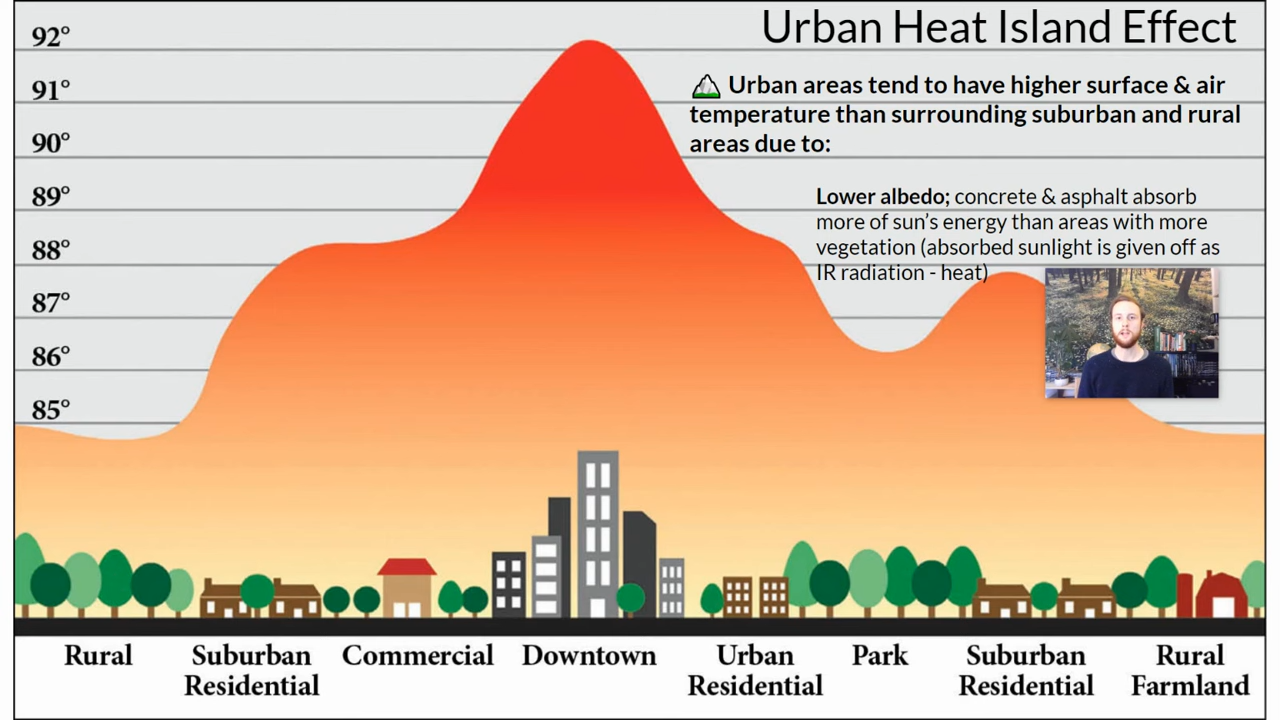 Urban Heat Island Effect
Urban areas tend to have higher surface & air
temperature than surrounding suburban and rural
areas due to:
Lower albedo; concrete & asphalt absorb
more of sun's energy than areas with more
vegetation (absorbed sunlight is given off as
IR radiation - heat)
92°
91°
90°
89°
88°
87°
86°
85°
Rural
Suburban
Residential
Commercial
Downtown
Urban
Residential
Park
Suburban
Residential
Rural
Farmland